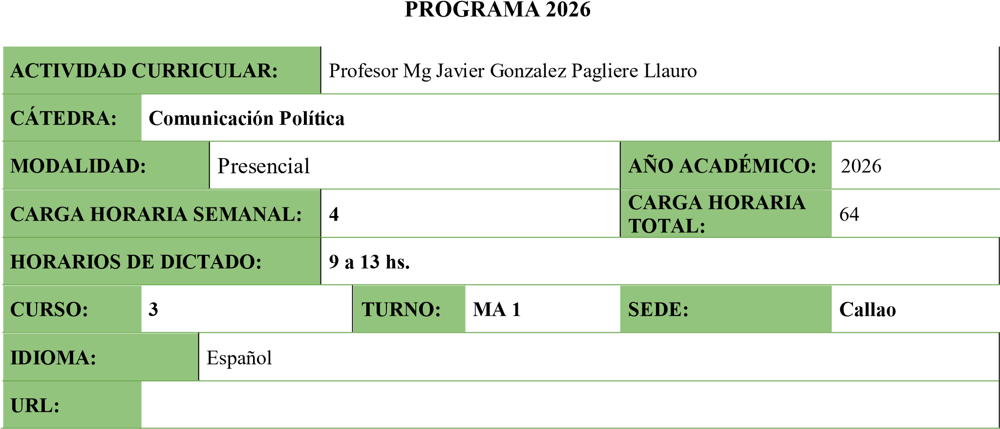 PROGRAMA 2026
ACTIVIDAD CURRICULAR: Profesor Mg Javier Gonzalez Pagliere Llauro
CÁTEDRA: Comunicación Política
MODALIDAD: Presencial AÑO ACADÉMICO: 2026
CARGA HORARIA SEMANAL: 4 CARGA HORARIA TOTAL: 64
HORARIOS DE DICTADO: 9 a 13 hs.
CURSO: 3 TURNO: MA 1 SEDE: Callao
IDIOMA: Español
URL: